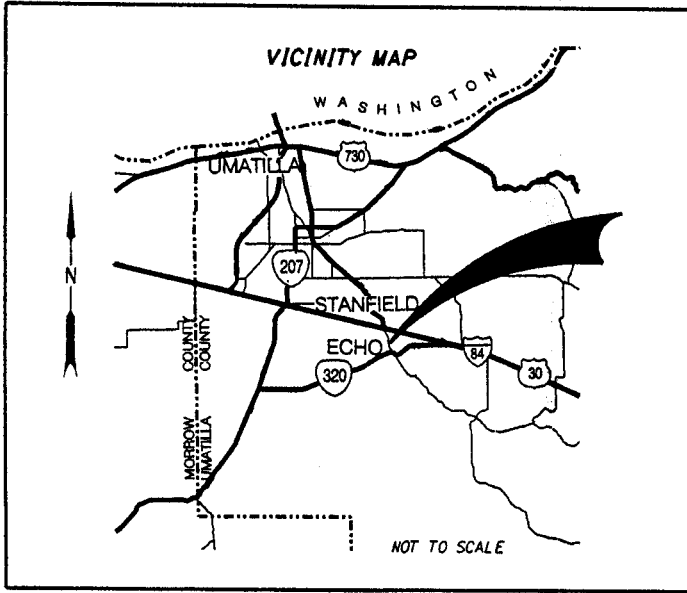 VICINITY MAP
WASHINGTON
730
UMATILLA
N
207
STANFIELD
ECHO
84
320
30
COUNTY
COUNTY
MORROW
UMATILLA
NOT TO SCALE